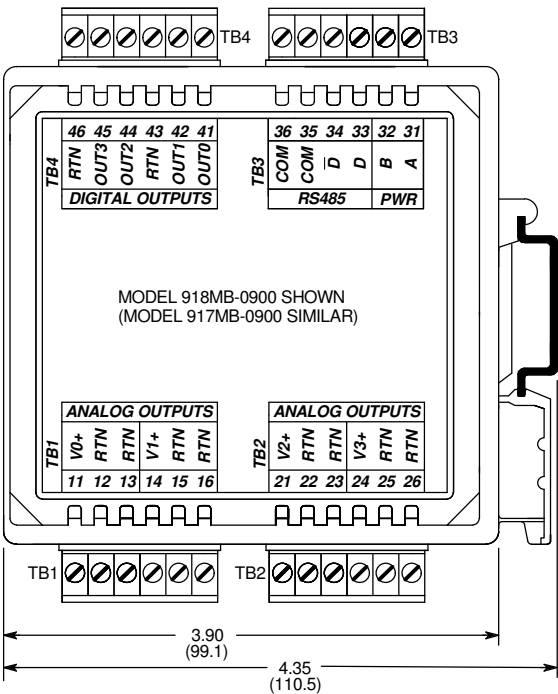 TB4 TB3
46 45 44 43 42 41
RTN OUT3 OUT2 RTN OUT1 OUT0
TB4
DIGITAL OUTPUTS
36 35 34 33 32 31
COM COM D̅ D B A
TB3
RS485 PWR
MODEL 918MB-0900 SHOWN
(MODEL 917MB-0900 SIMILAR)
ANALOG OUTPUTS
TB1
V0+ RTN RTN V1+ RTN RTN
11 12 13 14 15 16
ANALOG OUTPUTS
TB2
V2+ RTN RTN V3+ RTN RTN
21 22 23 24 25 26
TB1 TB2
3.90
(99.1)
4.35
(110.5)